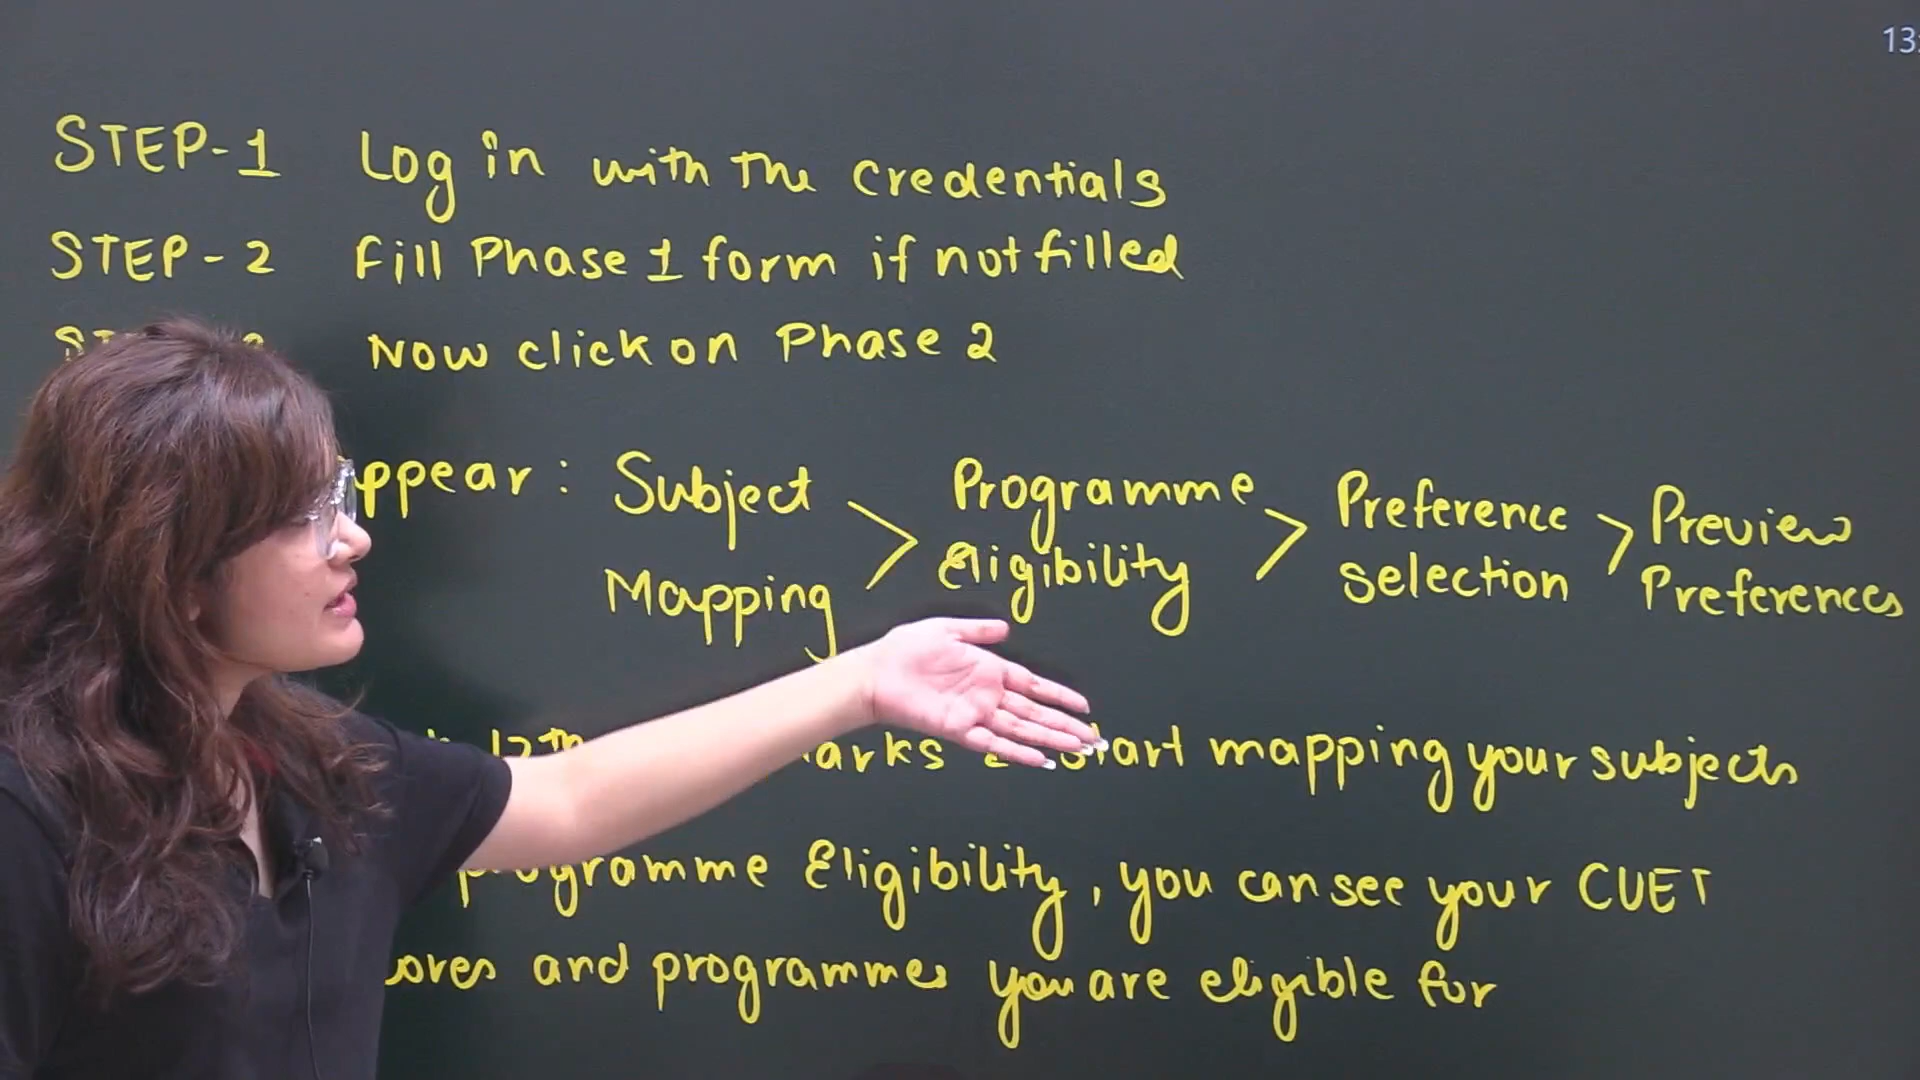 13:
STEP-1 Log in with the credentials
STEP-2 Fill Phase 1 form if not filled
Now click on Phase 2
ppear: Subject Mapping > Programme Eligibility > Preference selection > Preview Preferences
12th arks start mapping your subjects
programme Eligibility, you can see your CUET
ores and programmes you are eligible for